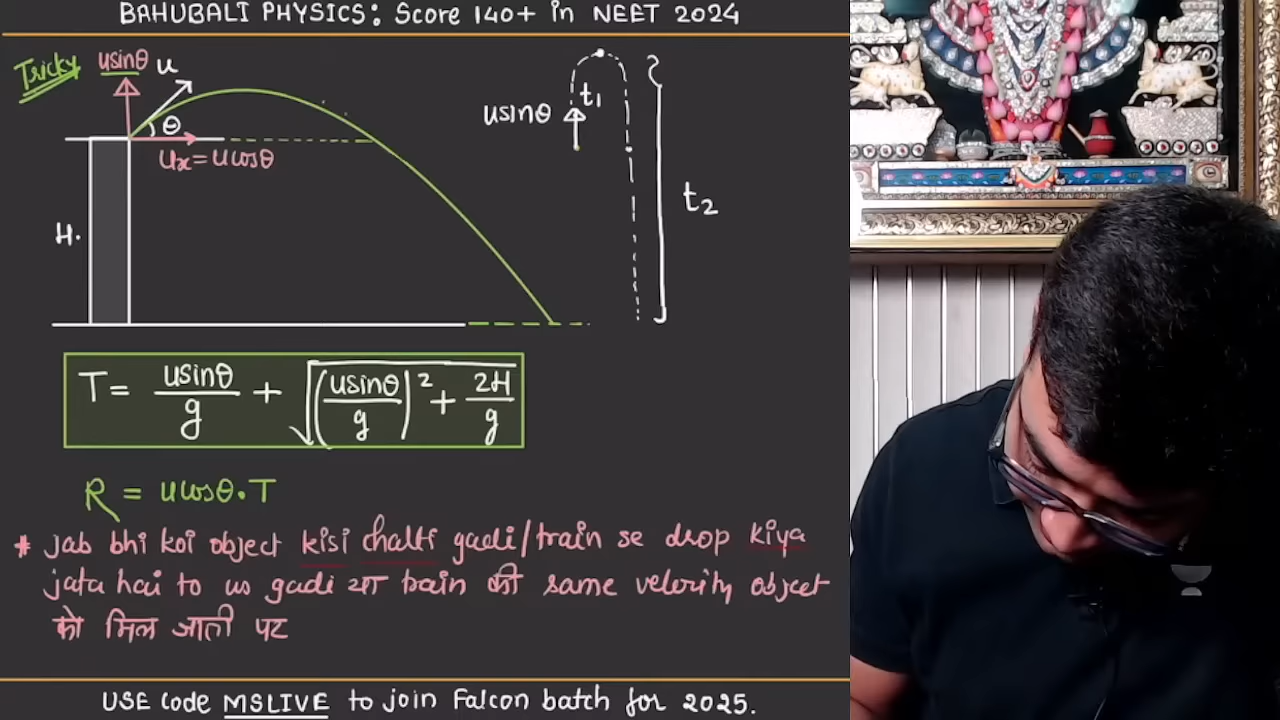 BAHUBALI PHYSICS: Score 140+ in NEET 2024
Tricky
usinθ
u
θ
ux = ucosθ
H.
usinθ
t1
t2
T = usinθ/g + √((usinθ/g)² + 2H/g)
R = ucosθ.T
* jab bhi koi object kisi chalti gadi/train se drop kiya
jata hai to us gadi या train की same velocity object
को मिल जाती पट
USE Code MSLIVE to join Falcon batch for 2025.